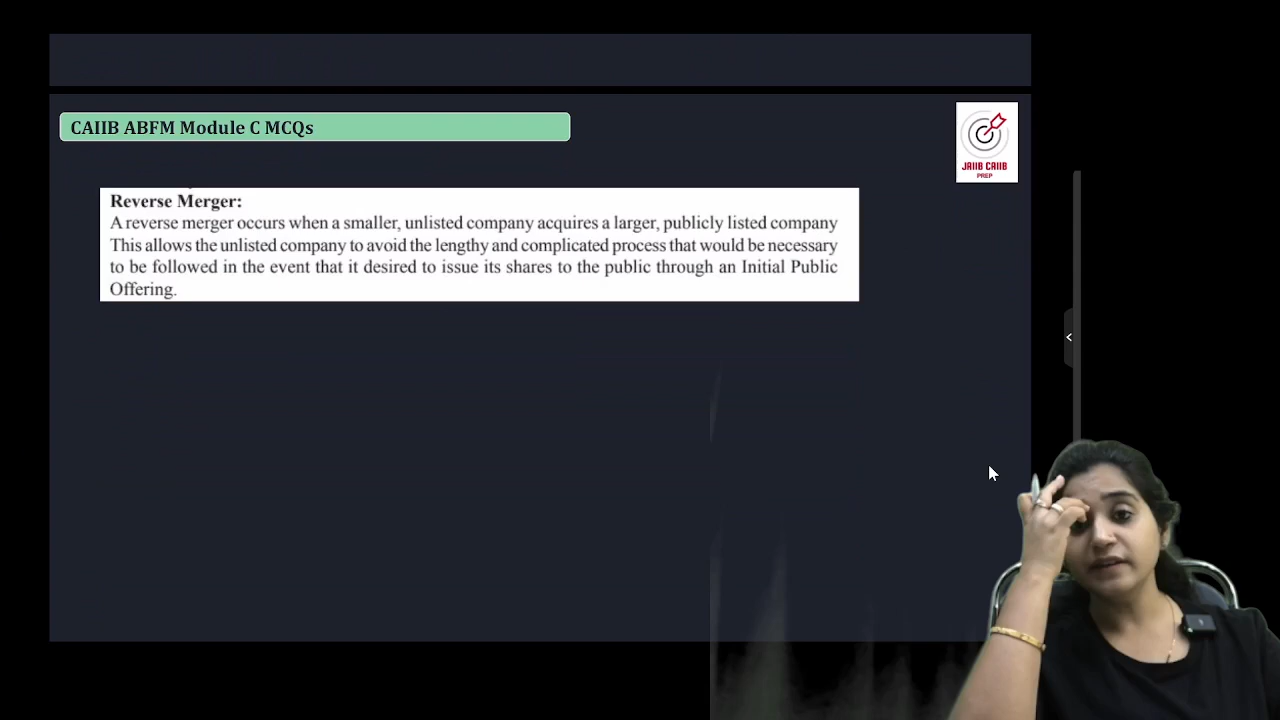 CAIIB ABFM Module C MCQs
JAIIB CAIIB
PREP
Reverse Merger:
A reverse merger occurs when a smaller, unlisted company acquires a larger, publicly listed company
This allows the unlisted company to avoid the lengthy and complicated process that would be necessary
to be followed in the event that it desired to issue its shares to the public through an Initial Public
Offering.